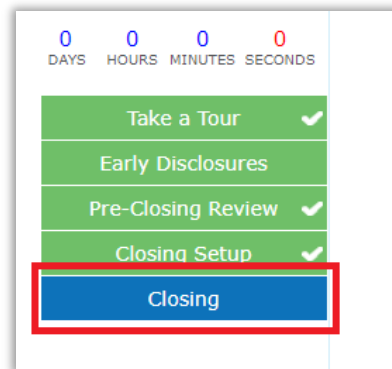 0 0 0 0
DAYS HOURS MINUTES SECONDS
Take a Tour
Early Disclosures
Pre-Closing Review
Closing Setup
Closing